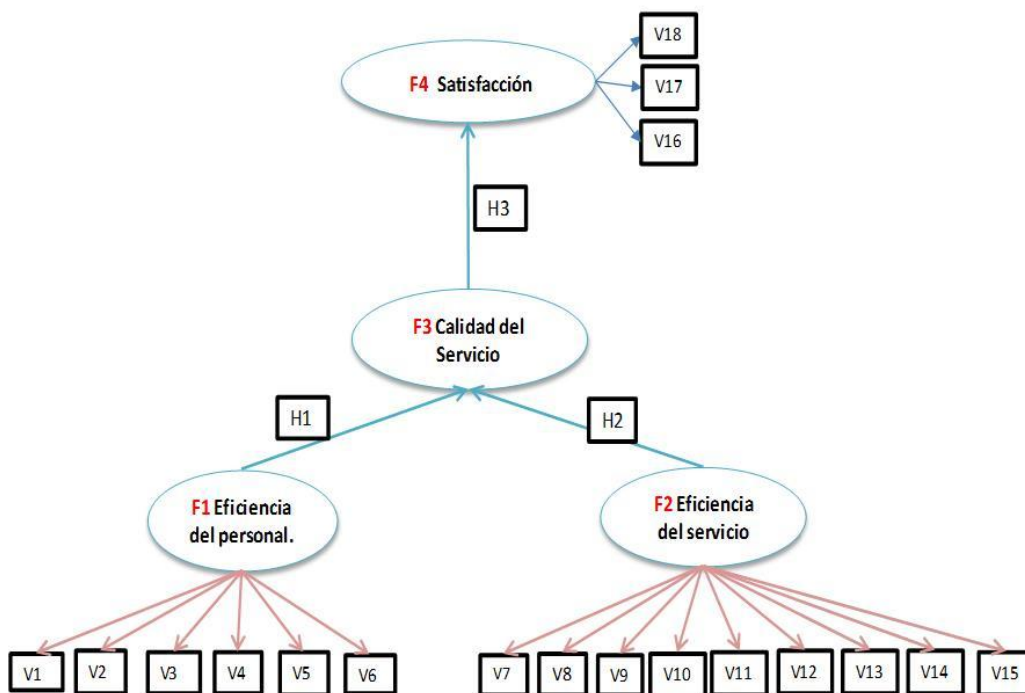 V18
F4 Satisfacción
V17
V16
H3
F3 Calidad del
Servicio
H1
H2
F1 Eficiencia
del personal.
F2 Eficiencia
del servicio
V1
V2
V3
V4
V5
V6
V7
V8
V9
V10
V11
V12
V13
V14
V15